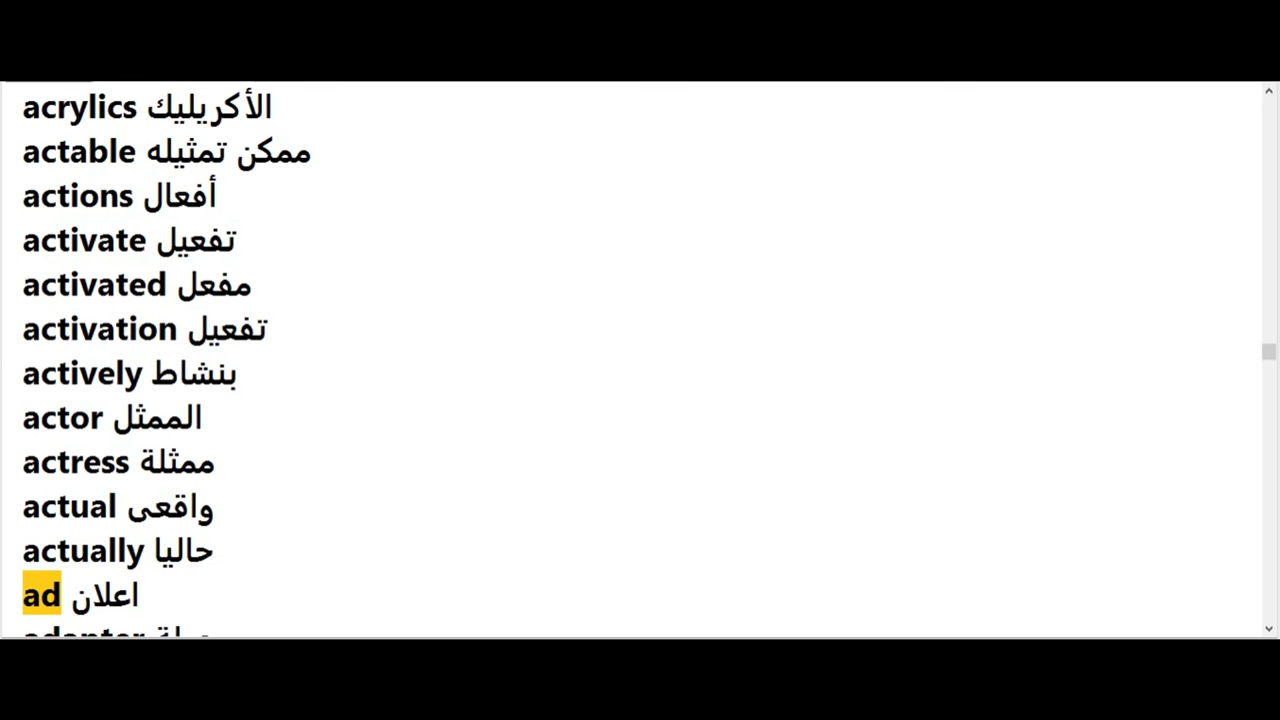 acrylics الأكريليك
actable ممكن تمثيله
actions أفعال
activate تفعيل
activated مفعل
activation تفعيل
actively بنشاط
actor الممثل
actress ممثلة
actual واقعى
actually حاليا
ad اعلان